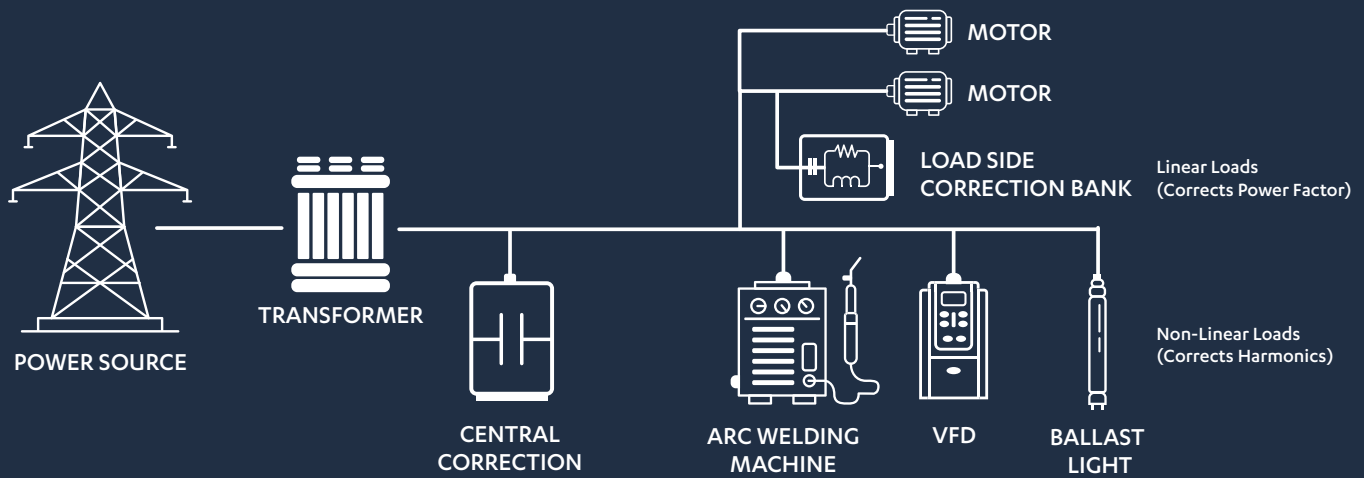 MOTOR
MOTOR
LOAD SIDE
CORRECTION BANK
Linear Loads
(Corrects Power Factor)
TRANSFORMER
POWER SOURCE
Non-Linear Loads
(Corrects Harmonics)
CENTRAL
CORRECTION
ARC WELDING
MACHINE
VFD
BALLAST
LIGHT